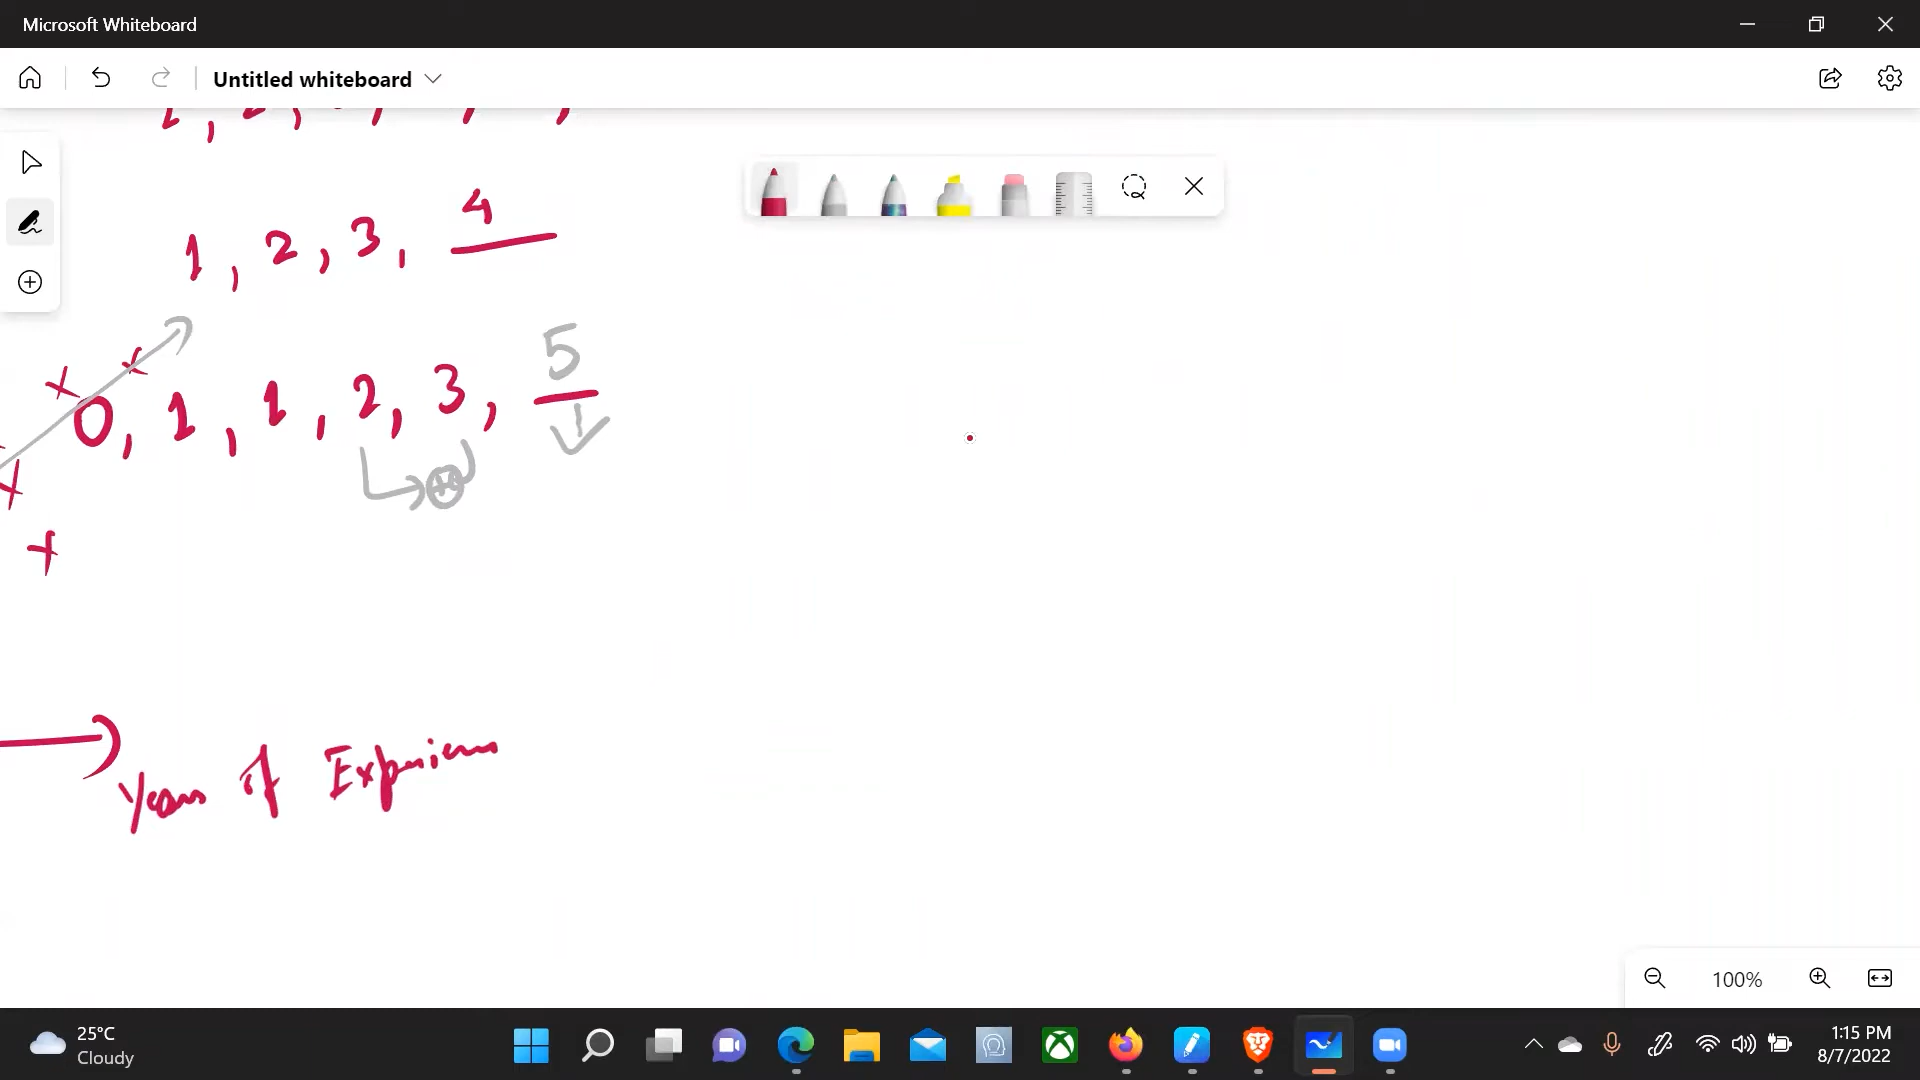 Microsoft Whiteboard
Untitled whiteboard
1, 2, 3, 4
0, 1, 1, 2, 3, 5
Years of Experience
100%
25°C
Cloudy
1:15 PM
8/7/2022